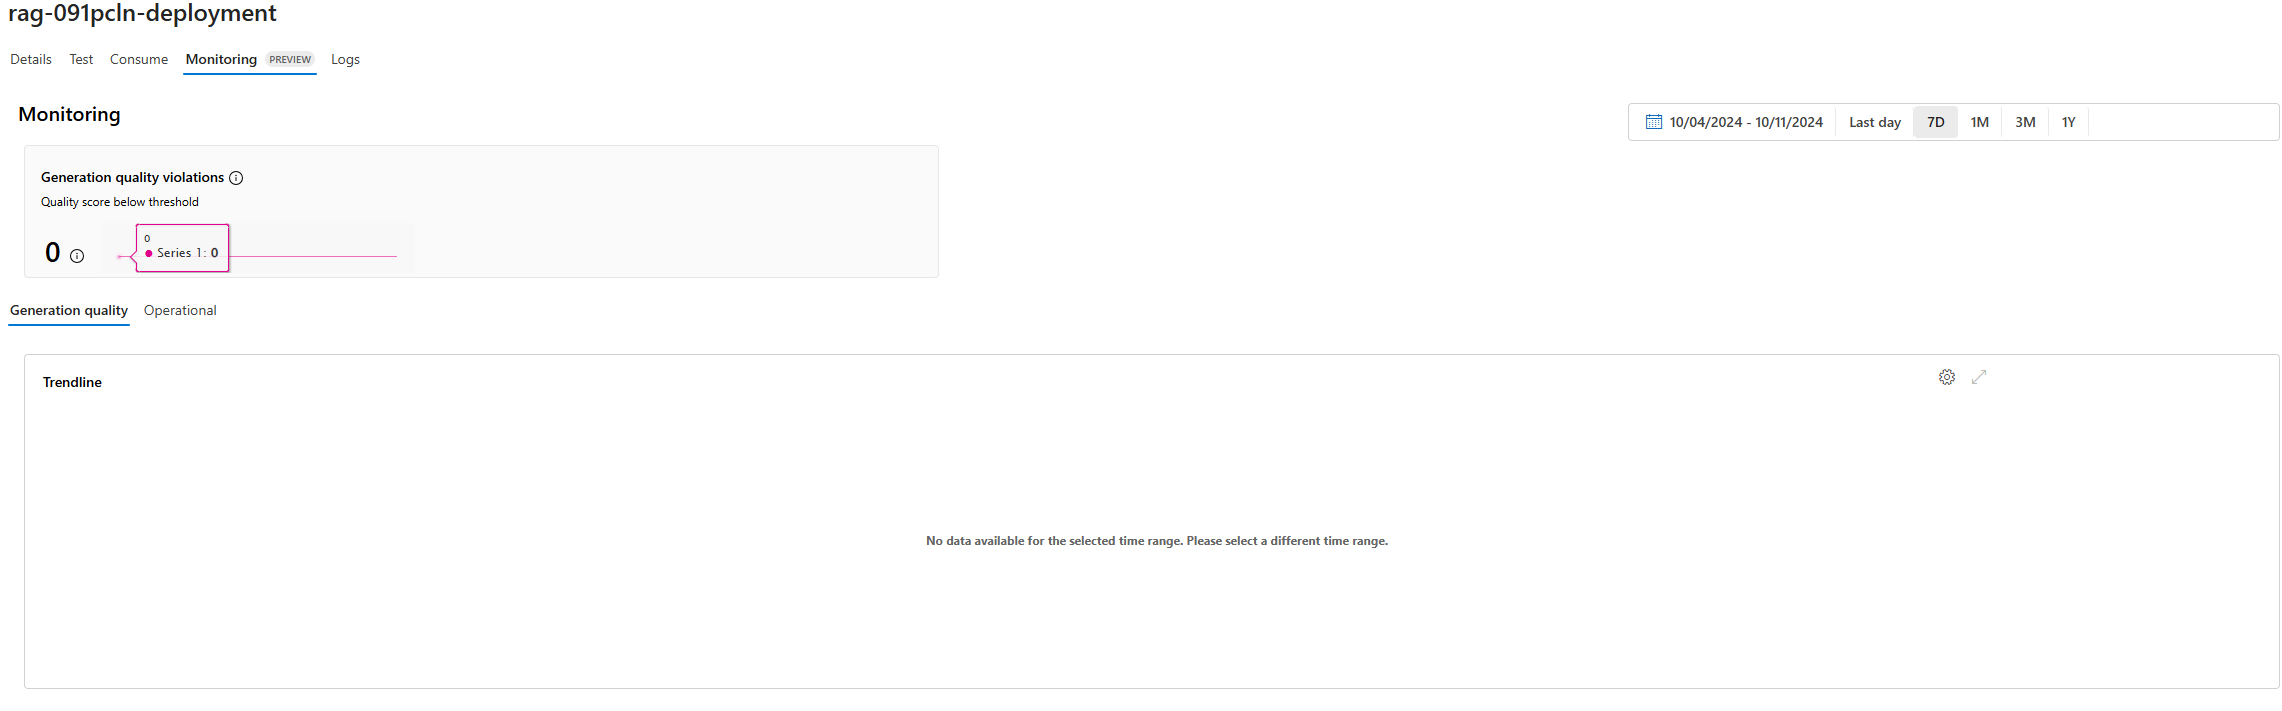 rag-091pcln-deployment
Details Test Consume Monitoring PREVIEW Logs
Monitoring
10/04/2024 - 10/11/2024 Last day 7D 1M 3M 1Y
Generation quality violations
Quality score below threshold
0
0
Series 1: 0
Generation quality Operational
Trendline
No data available for the selected time range. Please select a different time range.